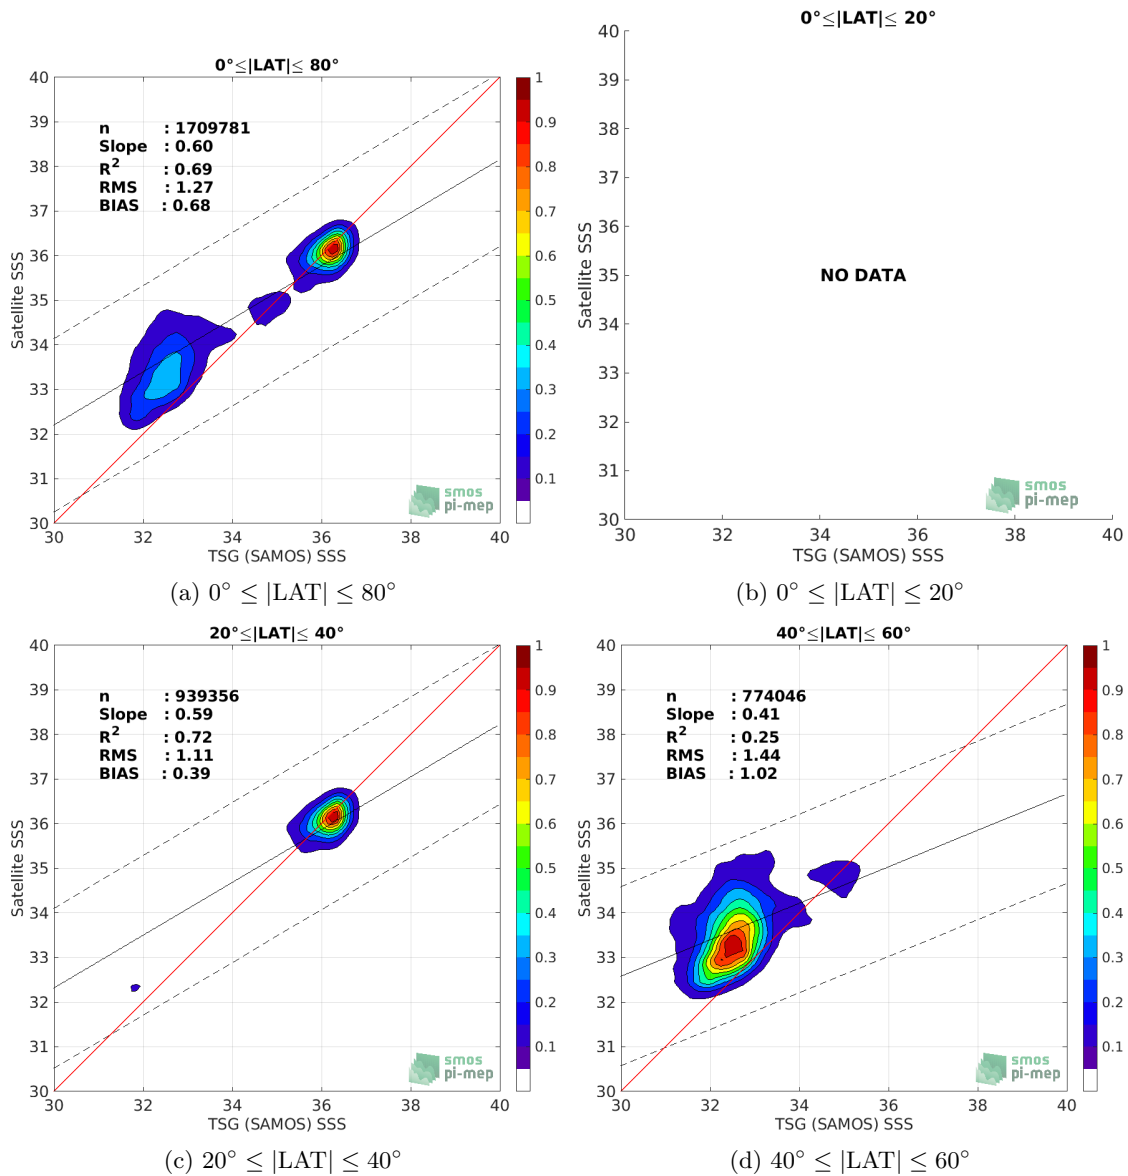 0°≤|LAT|≤ 80°
n : 1709781
Slope : 0.60
R² : 0.69
RMS : 1.27
BIAS : 0.68
Satellite SSS
40
39
38
37
36
35
34
33
32
31
30
30 32 34 36 38 40
TSG (SAMOS) SSS
1
0.9
0.8
0.7
0.6
0.5
0.4
0.3
0.2
0.1
smos
pi-mep
(a) 0° ≤ |LAT| ≤ 80°
0°≤|LAT|≤ 20°
NO DATA
Satellite SSS
40
39
38
37
36
35
34
33
32
31
30
30 32 34 36 38 40
TSG (SAMOS) SSS
smos
pi-mep
(b) 0° ≤ |LAT| ≤ 20°
20°≤|LAT|≤ 40°
n : 939356
Slope : 0.59
R² : 0.72
RMS : 1.11
BIAS : 0.39
Satellite SSS
40
39
38
37
36
35
34
33
32
31
30
30 32 34 36 38 40
TSG (SAMOS) SSS
1
0.9
0.8
0.7
0.6
0.5
0.4
0.3
0.2
0.1
smos
pi-mep
(c) 20° ≤ |LAT| ≤ 40°
40°≤|LAT|≤ 60°
n : 774046
Slope : 0.41
R² : 0.25
RMS : 1.44
BIAS : 1.02
Satellite SSS
40
39
38
37
36
35
34
33
32
31
30
30 32 34 36 38 40
TSG (SAMOS) SSS
1
0.9
0.8
0.7
0.6
0.5
0.4
0.3
0.2
0.1
smos
pi-mep
(d) 40° ≤ |LAT| ≤ 60°